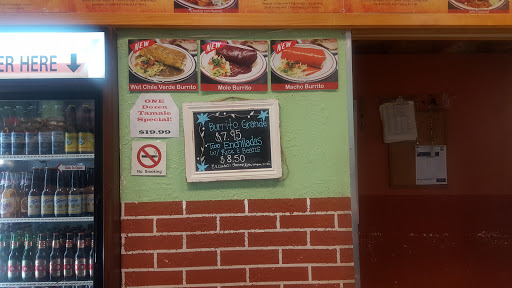 ER HERE
NEW
Wet Chile Verde Burrito
NEW
Mole Burrito
NEW
Macho Burrito
ONE
Dozen
Tamale
Special!
$19.99
No Smoking
Burrito Grande
$7.95
Two Enchiladas
w/ Rice & Beans
$8.50